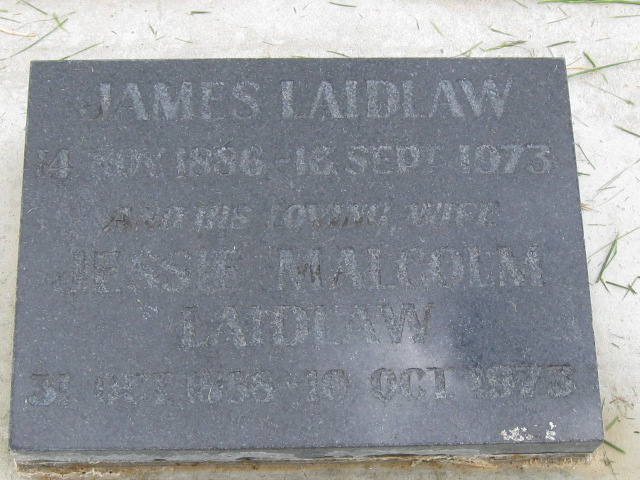 JAMES LAIDLAW
14 NOV. 1886 - 16 SEPT. 1973
AND HIS LOVING WIFE
JESSIE MALCOLM
LAIDLAW
31 OCT. 1888 - 10 OCT. 1973